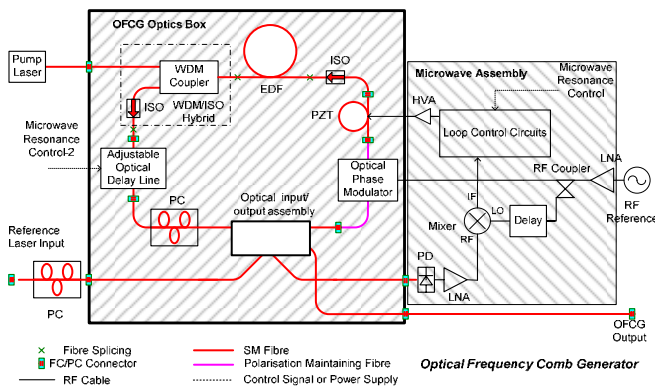 OFCG Optics Box
Pump
Laser
WDM
Coupler
ISO
WDM/ISO
Hybrid
EDF
ISO
PZT
HVA
Microwave Assembly
Microwave
Resonance
Control
Loop Control Circuits
Microwave
Resonance
Control-2
Adjustable
Optical
Delay Line
Optical
Phase
Modulator
RF Coupler
LNA
RF
Reference
IF
LO
Mixer
RF
Delay
PC
Optical input/
output assembly
Reference
Laser Input
PC
PD
LNA
OFCG
Output
Fibre Splicing
FC/PC Connector
RF Cable
SM Fibre
Polarisation Maintaining Fibre
Control Signal or Power Supply
Optical Frequency Comb Generator